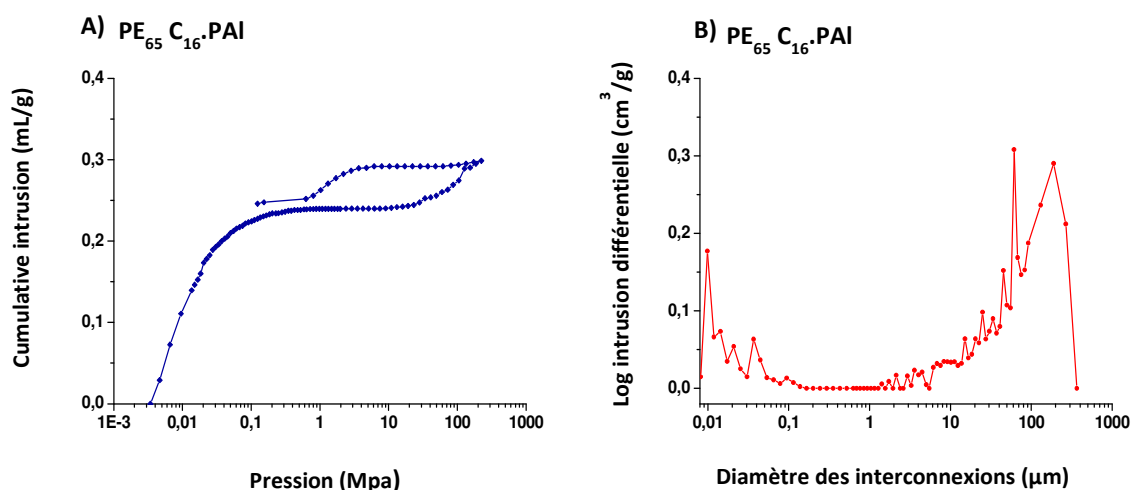 A) PE65 C16.PAl
Cumulative intrusion (mL/g)
0,4
0,3
0,2
0,1
0,0
1E-3 0,01 0,1 1 10 100 1000
Pression (Mpa)
B) PE65 C16.PAl
Log intrusion différentielle (cm3/g)
0,4
0,3
0,2
0,1
0,0
0,01 0,1 1 10 100 1000
Diamètre des interconnexions (µm)